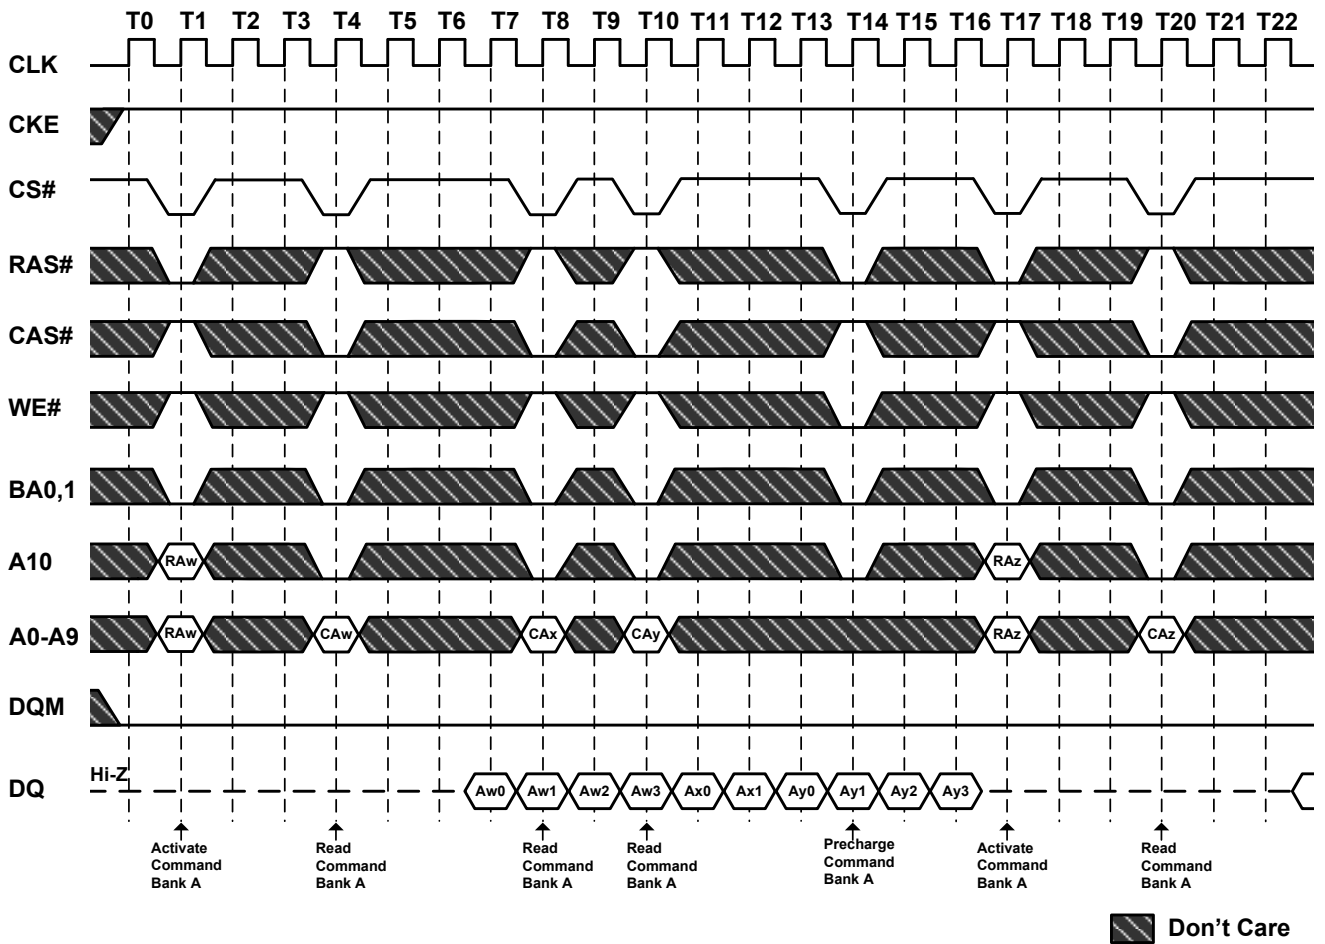 T0 T1 T2 T3 T4 T5 T6 T7 T8 T9 T10 T11 T12 T13 T14 T15 T16 T17 T18 T19 T20 T21 T22
CLK
CKE
CS#
RAS#
CAS#
WE#
BA0,1
A10 RAw RAz
A0-A9 RAw CAw CAx CAy RAz CAz
DQM
Hi-Z
DQ Aw0 Aw1 Aw2 Aw3 Ax0 Ax1 Ay0 Ay1 Ay2 Ay3
Activate
Command
Bank A
Read
Command
Bank A
Read
Command
Bank A
Read
Command
Bank A
Precharge
Command
Bank A
Activate
Command
Bank A
Read
Command
Bank A
Don't Care